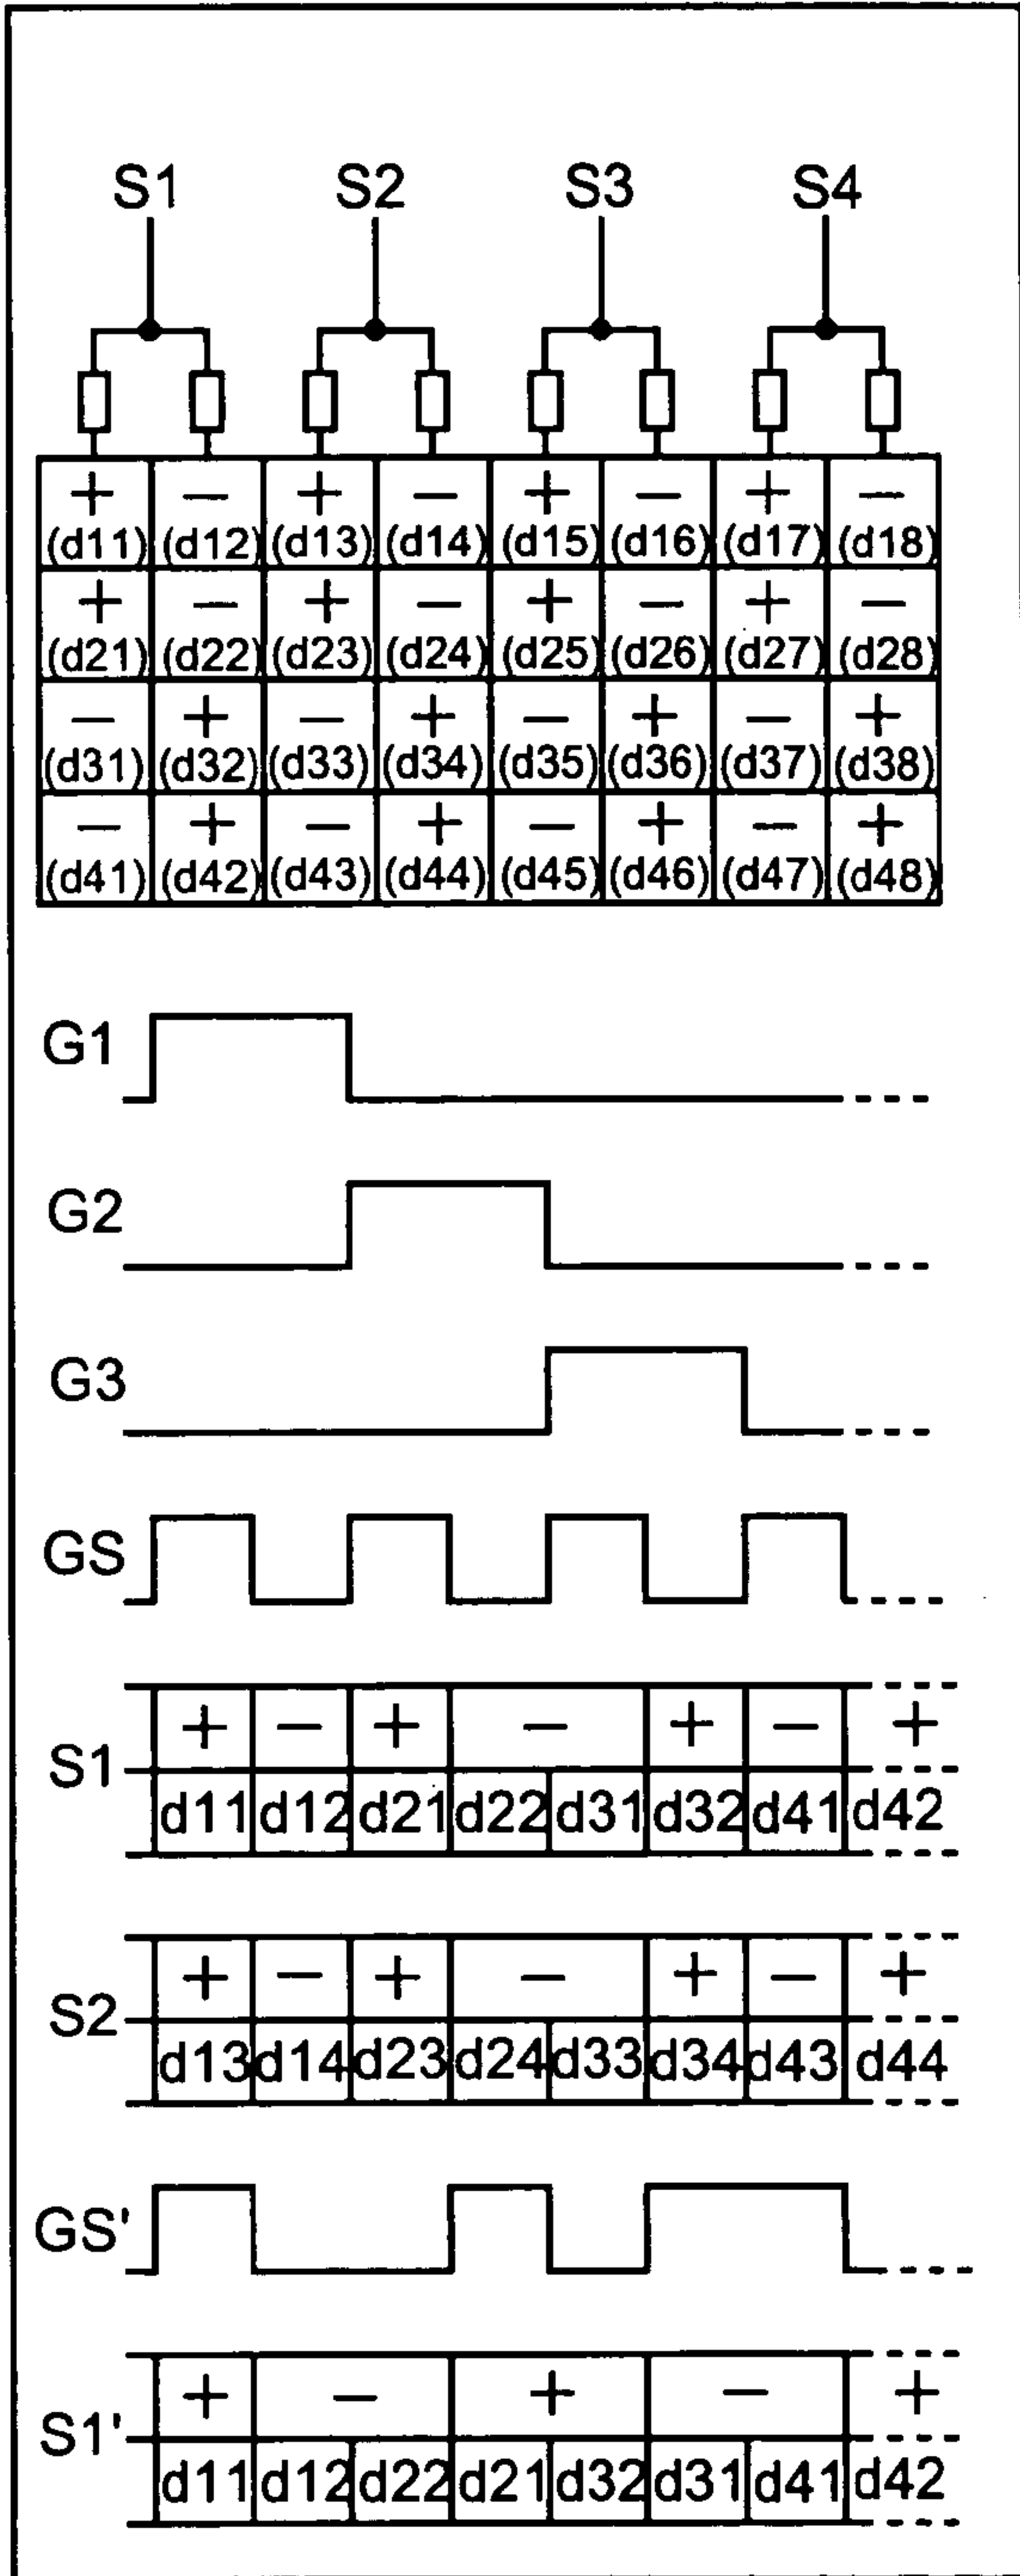 S1 S2 S3 S4
+ − + − + − + −
(d11) (d12) (d13) (d14) (d15) (d16) (d17) (d18)
+ − + − + − + −
(d21) (d22) (d23) (d24) (d25) (d26) (d27) (d28)
− + − + − + − +
(d31) (d32) (d33) (d34) (d35) (d36) (d37) (d38)
− + − + − + − +
(d41) (d42) (d43) (d44) (d45) (d46) (d47) (d48)
G1
G2
G3
GS
+ − + − + − +
S1
d11 d12 d21 d22 d31 d32 d41 d42
+ − + − + − +
S2
d13 d14 d23 d24 d33 d34 d43 d44
GS'
+ − + − +
S1'
d11 d12 d22 d21 d32 d31 d41 d42